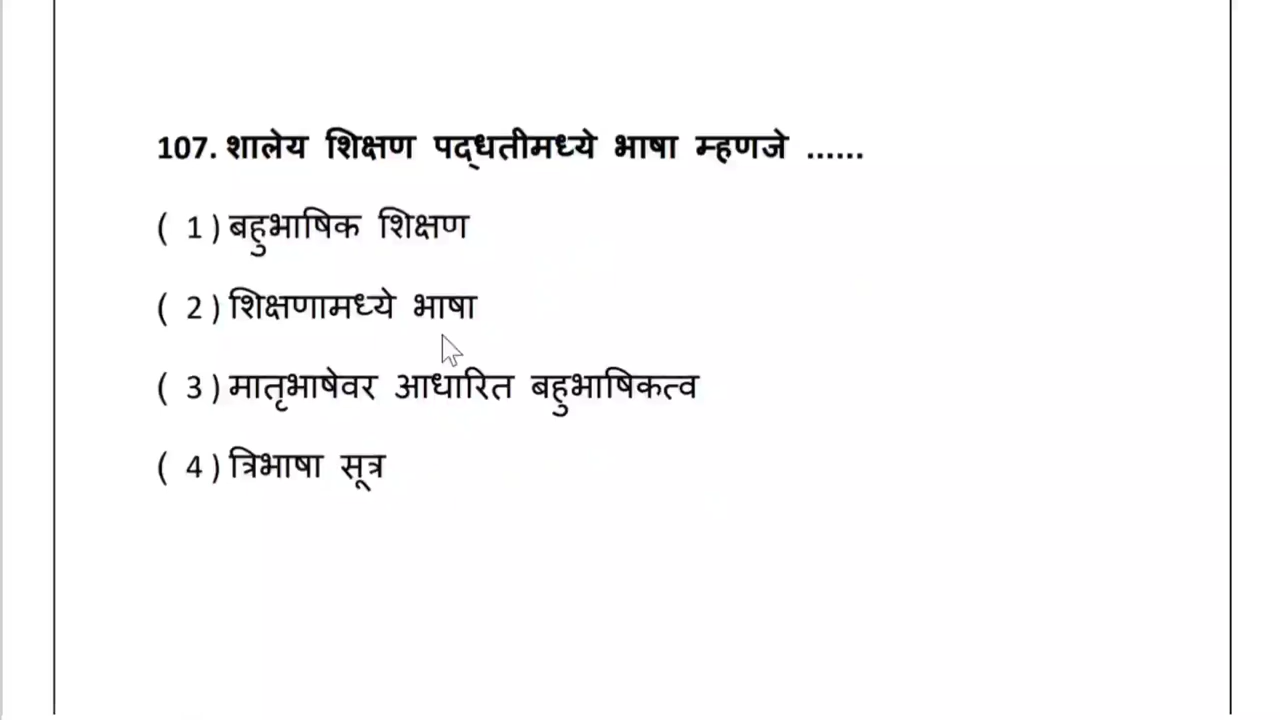 107. शालेय शिक्षण पद्धतीमध्ये भाषा म्हणजे ......
( 1 ) बहुभाषिक शिक्षण
( 2 ) शिक्षणामध्ये भाषा
( 3 ) मातृभाषेवर आधारित बहुभाषिकत्व
( 4 ) त्रिभाषा सूत्र